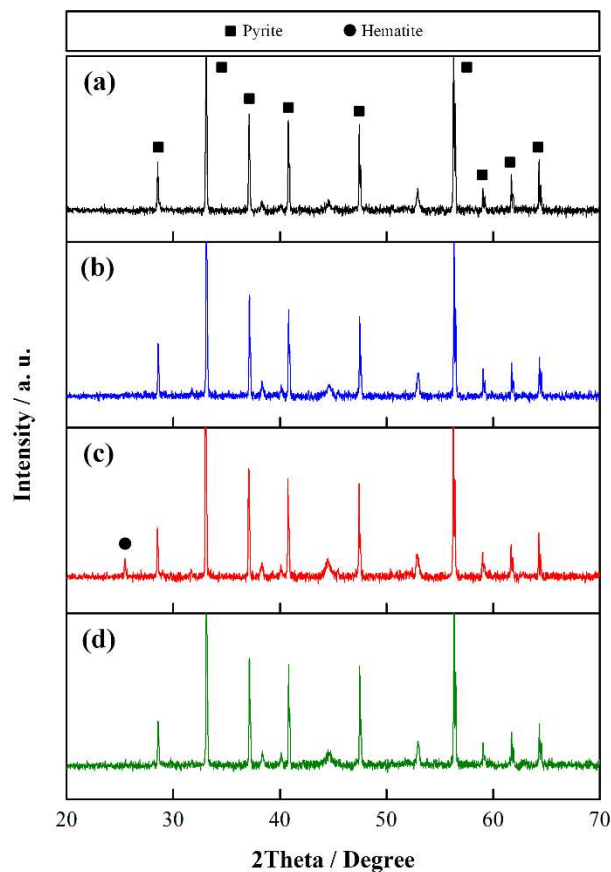 ■ Pyrite ● Hematite
(a)
(b)
(c)
(d)
Intensity / a. u.
20 30 40 50 60 70
2Theta / Degree